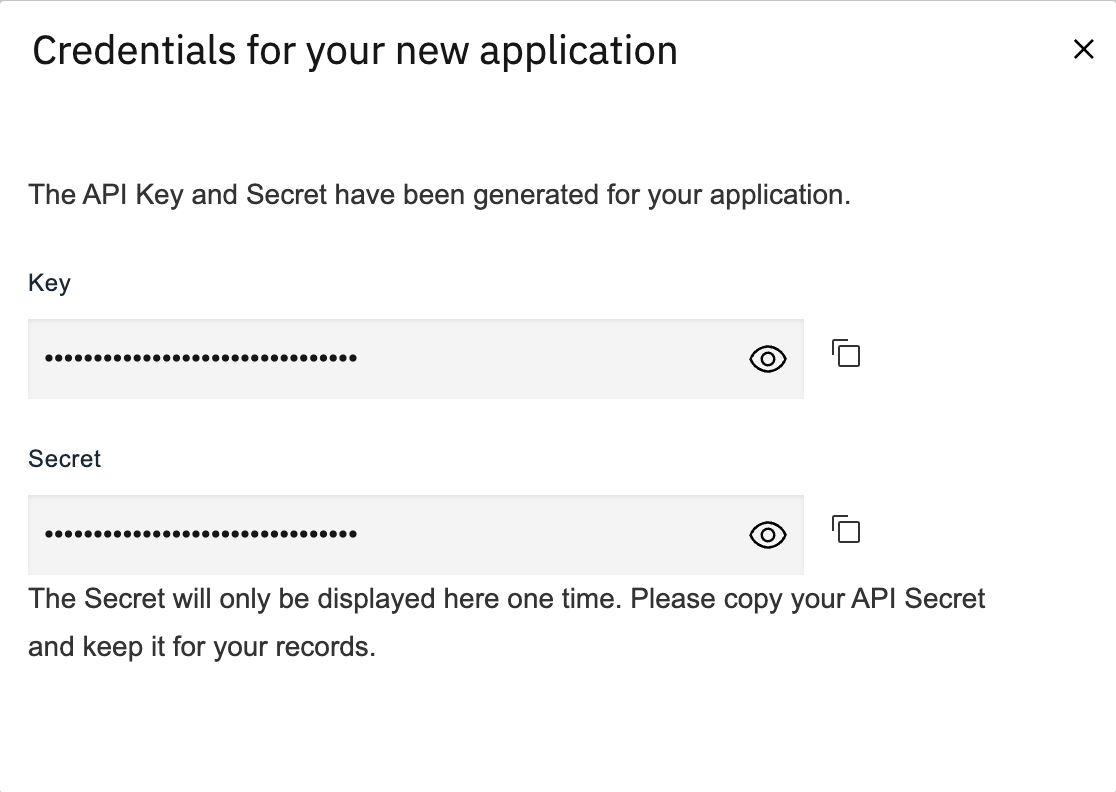 Credentials for your new application
The API Key and Secret have been generated for your application.
Key
••••••••••••••••••••••••••••••••
Secret
••••••••••••••••••••••••••••••••
The Secret will only be displayed here one time. Please copy your API Secret
and keep it for your records.